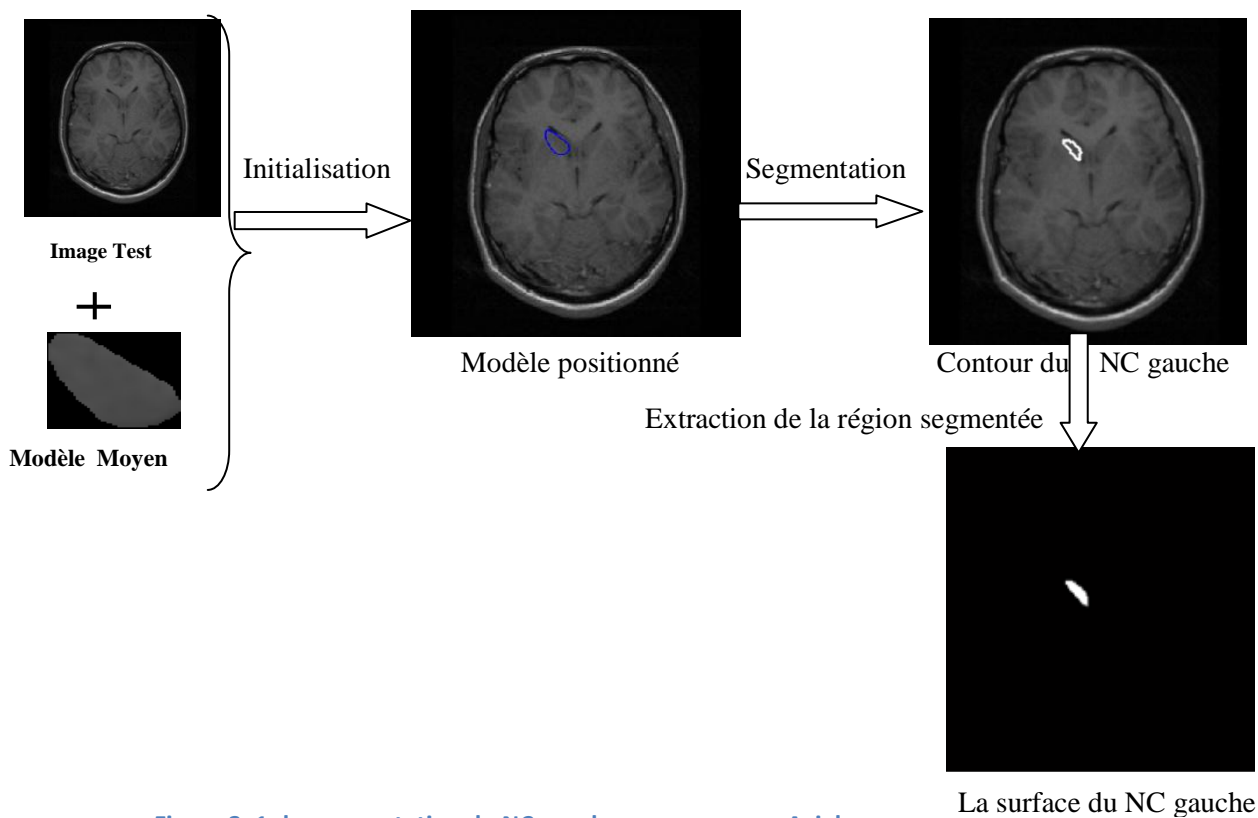 Initialisation
Segmentation
Image Test
+
Modèle Moyen
Modèle positionné
Contour du NC gauche
Extraction de la région segmentée
La surface du NC gauche